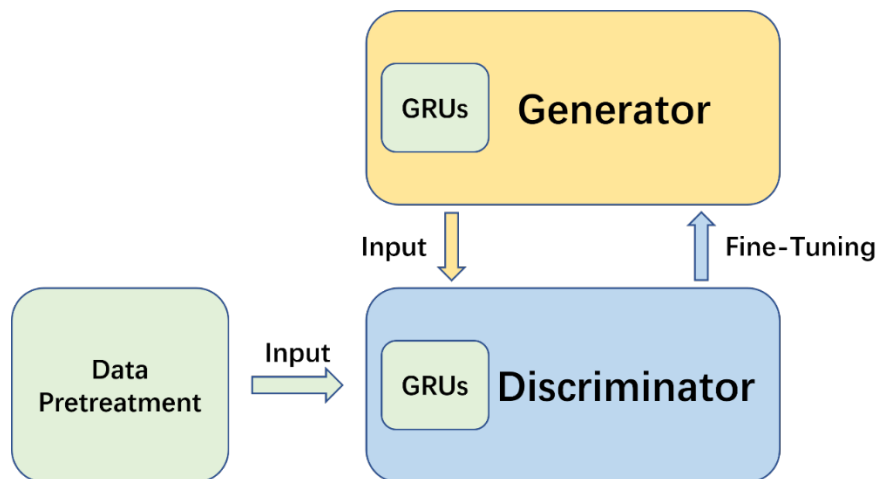 GRUs
Generator
Input
Fine-Tuning
Data
Pretreatment
Input
GRUs
Discriminator